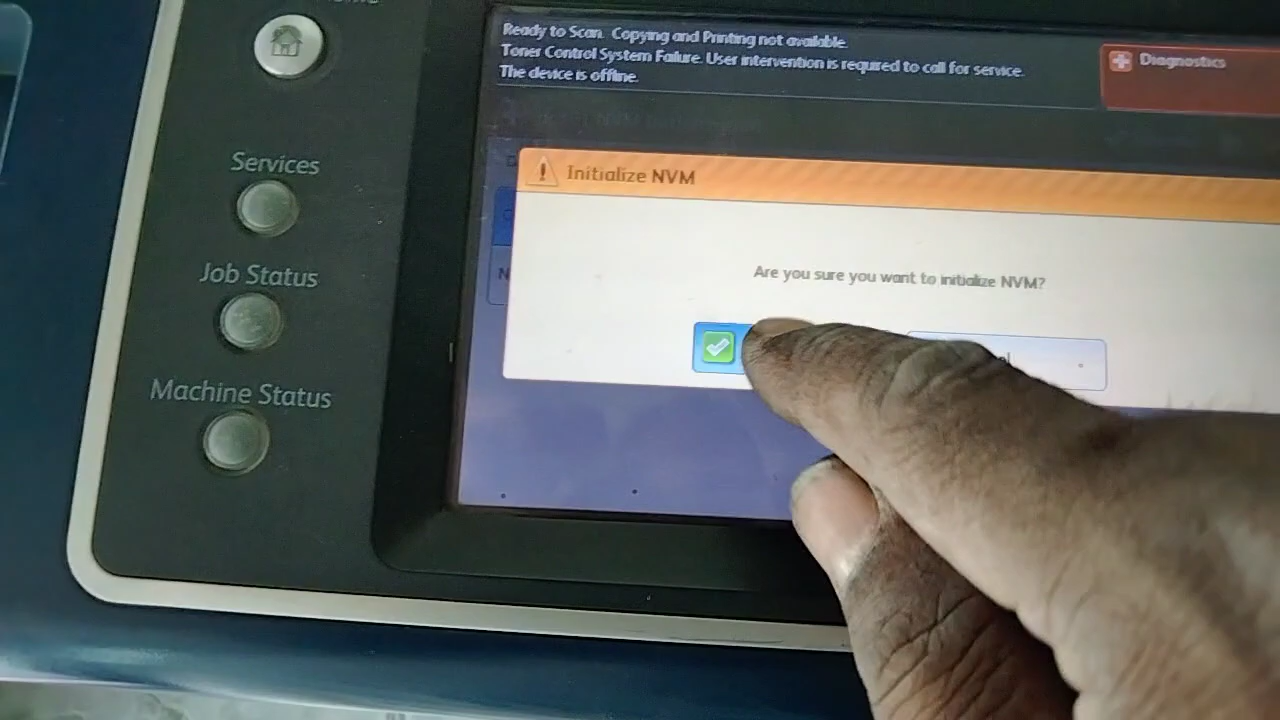 Services
Job Status
Machine Status
Ready to Scan. Copying and Printing not available.
Toner Control System Failure. User intervention is required to call for service.
The device is offline.
Diagnostics
Initialize NVM
Are you sure you want to initialize NVM?